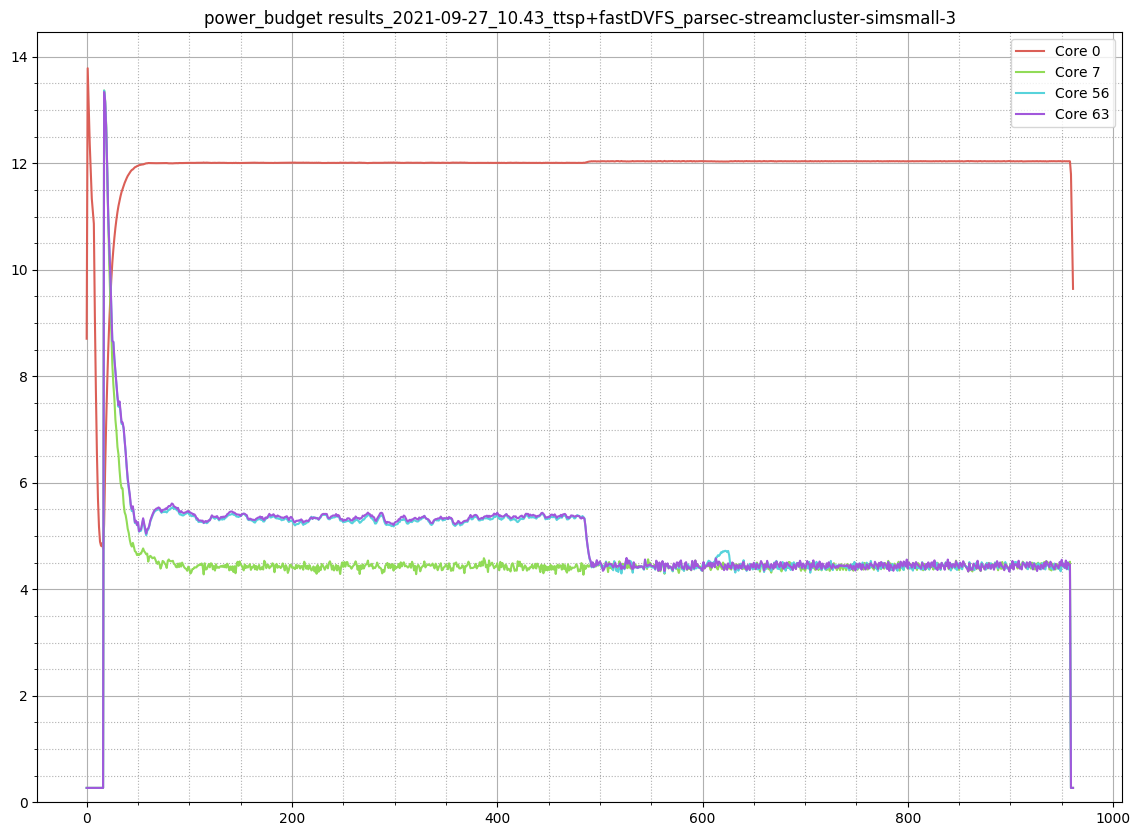 power_budget results_2021-09-27_10.43_ttsp+fastDVFS_parsec-streamcluster-simsmall-3
Core 0
Core 7
Core 56
Core 63
14
12
10
8
6
4
2
0
0 200 400 600 800 1000